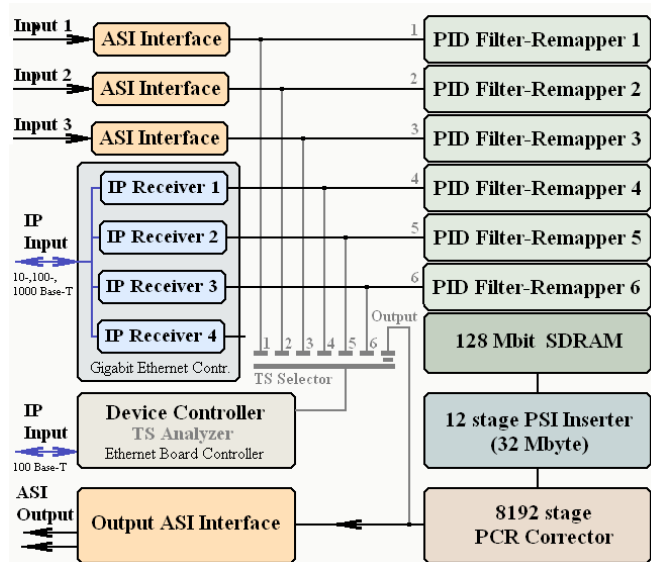 Input 1
ASI Interface
1
PID Filter-Remapper 1
Input 2
ASI Interface
2
PID Filter-Remapper 2
Input 3
ASI Interface
3
PID Filter-Remapper 3
IP Receiver 1
4
PID Filter-Remapper 4
IP
Input
10-,100-,
1000 Base-T
IP Receiver 2
5
PID Filter-Remapper 5
IP Receiver 3
6
PID Filter-Remapper 6
IP Receiver 4
Gigabit Ethernet Contr.
Output
1 2 3 4 5 6
TS Selector
128 Mbit SDRAM
IP
Input
100 Base-T
Device Controller
TS Analyzer
Ethernet Board Controller
12 stage PSI Inserter
(32 Mbyte)
ASI
Output
Output ASI Interface
8192 stage
PCR Corrector